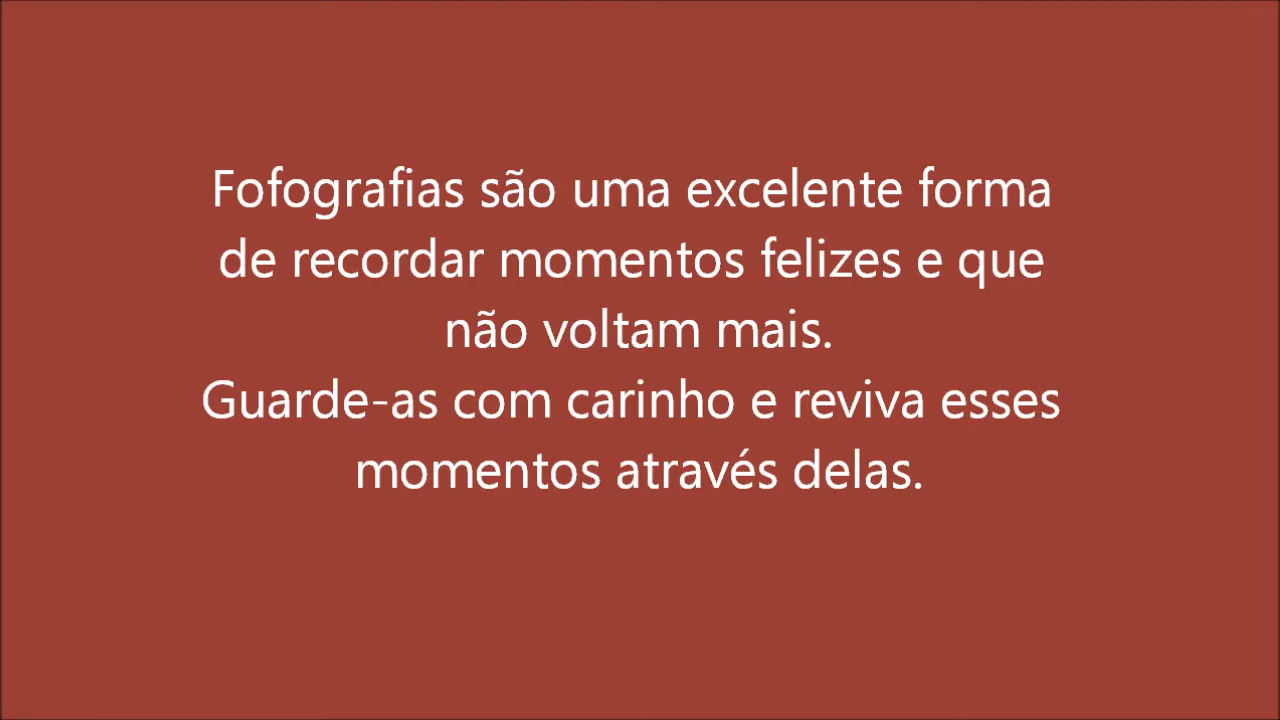 Fofografias são uma excelente forma
de recordar momentos felizes e que
não voltam mais.
Guarde-as com carinho e reviva esses
momentos através delas.